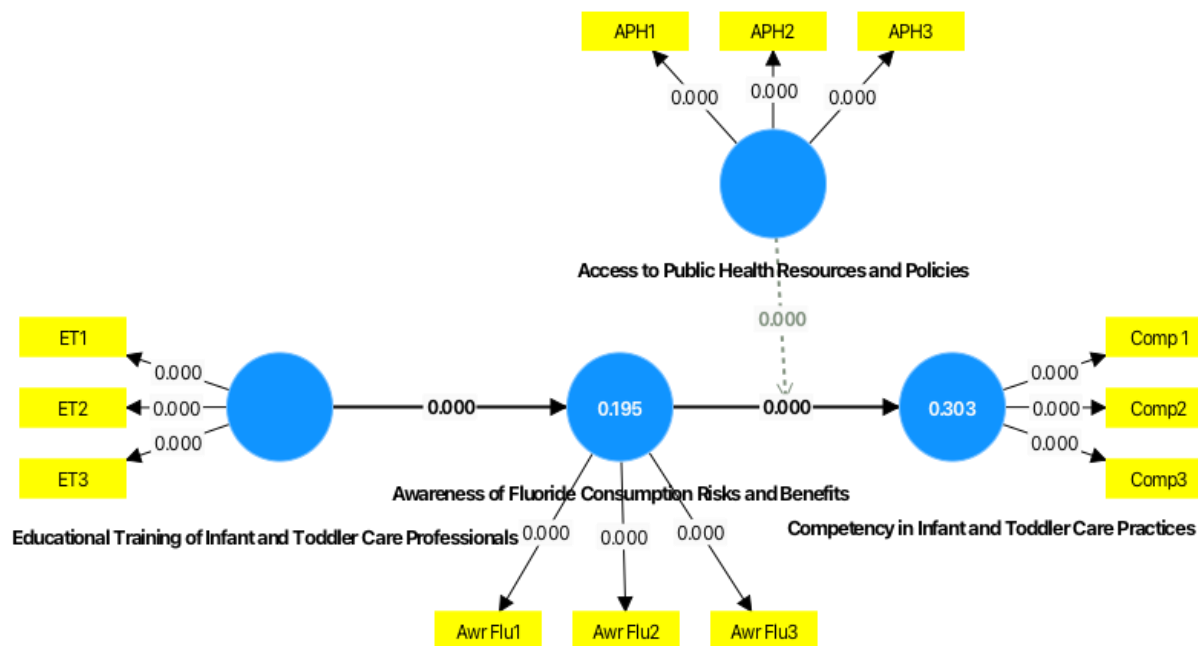 APH1 APH2 APH3
0.000 0.000 0.000
Access to Public Health Resources and Policies
0.000
ET1
0.000
ET2
0.000
ET3
0.000
0.000
0.195
0.000
0.303
Comp 1
0.000
Comp2
0.000
Comp3
0.000
Awareness of Fluoride Consumption Risks and Benefits
Educational Training of Infant and Toddler Care Professionals
Competency in Infant and Toddler Care Practices
0.000 0.000 0.000
Awr Flu1 Awr Flu2 Awr Flu3